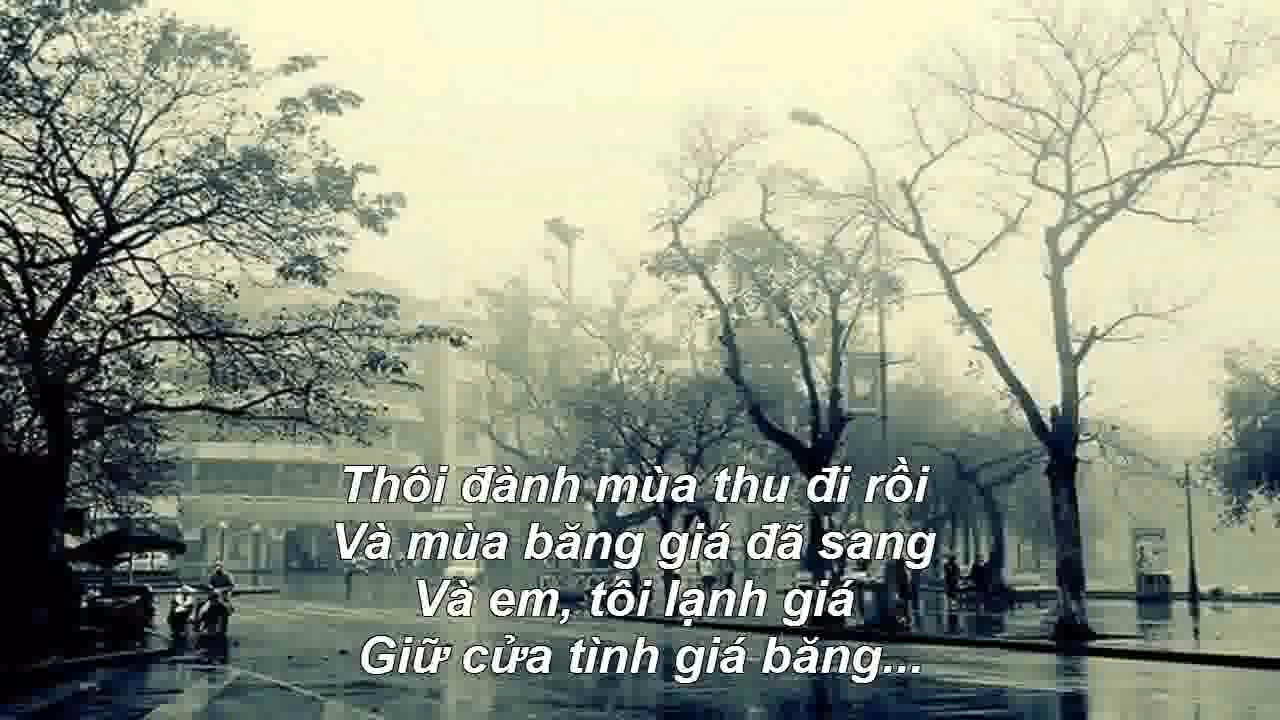 Thôi đành mùa thu đi rồi
Và mùa băng giá đã sang
Và em, tôi lạnh giá
Giữ cửa tình giá băng...